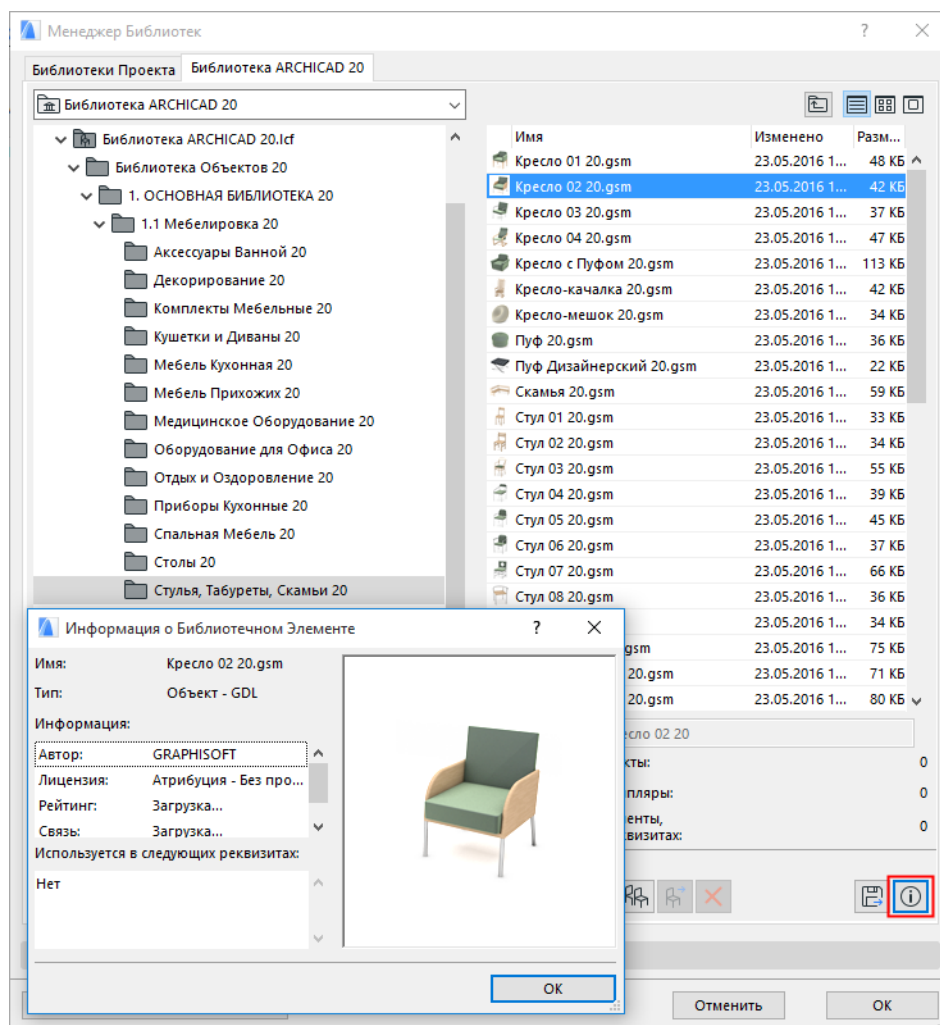 Менеджер Библиотек ?
Библиотеки Проекта Библиотека ARCHICAD 20
Библиотека ARCHICAD 20
Библиотека ARCHICAD 20.lcf
Библиотека Объектов 20
1. ОСНОВНАЯ БИБЛИОТЕКА 20
1.1 Мебелировка 20
Аксессуары Ванной 20
Декорирование 20
Комплекты Мебельные 20
Кушетки и Диваны 20
Мебель Кухонная 20
Мебель Прихожих 20
Медицинское Оборудование 20
Оборудование для Офиса 20
Отдых и Оздоровление 20
Приборы Кухонные 20
Спальная Мебель 20
Столы 20
Стулья, Табуреты, Скамьи 20
Имя Изменено Разм...
Кресло 01 20.gsm 23.05.2016 1... 48 КБ
Кресло 02 20.gsm 23.05.2016 1... 42 КБ
Кресло 03 20.gsm 23.05.2016 1... 37 КБ
Кресло 04 20.gsm 23.05.2016 1... 47 КБ
Кресло с Пуфом 20.gsm 23.05.2016 1... 113 КБ
Кресло-качалка 20.gsm 23.05.2016 1... 42 КБ
Кресло-мешок 20.gsm 23.05.2016 1... 34 КБ
Пуф 20.gsm 23.05.2016 1... 36 КБ
Пуф Дизайнерский 20.gsm 23.05.2016 1... 22 КБ
Скамья 20.gsm 23.05.2016 1... 59 КБ
Стул 01 20.gsm 23.05.2016 1... 33 КБ
Стул 02 20.gsm 23.05.2016 1... 34 КБ
Стул 03 20.gsm 23.05.2016 1... 55 КБ
Стул 04 20.gsm 23.05.2016 1... 39 КБ
Стул 05 20.gsm 23.05.2016 1... 45 КБ
Стул 06 20.gsm 23.05.2016 1... 37 КБ
Стул 07 20.gsm 23.05.2016 1... 66 КБ
Стул 08 20.gsm 23.05.2016 1... 36 КБ
23.05.2016 1... 34 КБ
gsm 23.05.2016 1... 75 КБ
20.gsm 23.05.2016 1... 71 КБ
20.gsm 23.05.2016 1... 80 КБ
есло 02 20
кты: 0
пляры: 0
енты,
визитах: 0
Отменить OK
Информация о Библиотечном Элементе ?
Имя: Кресло 02 20.gsm
Тип: Объект - GDL
Информация:
Автор: GRAPHISOFT
Лицензия: Атрибуция - Без про...
Рейтинг: Загрузка...
Связь: Загрузка...
Используется в следующих реквизитах:
Нет
OK